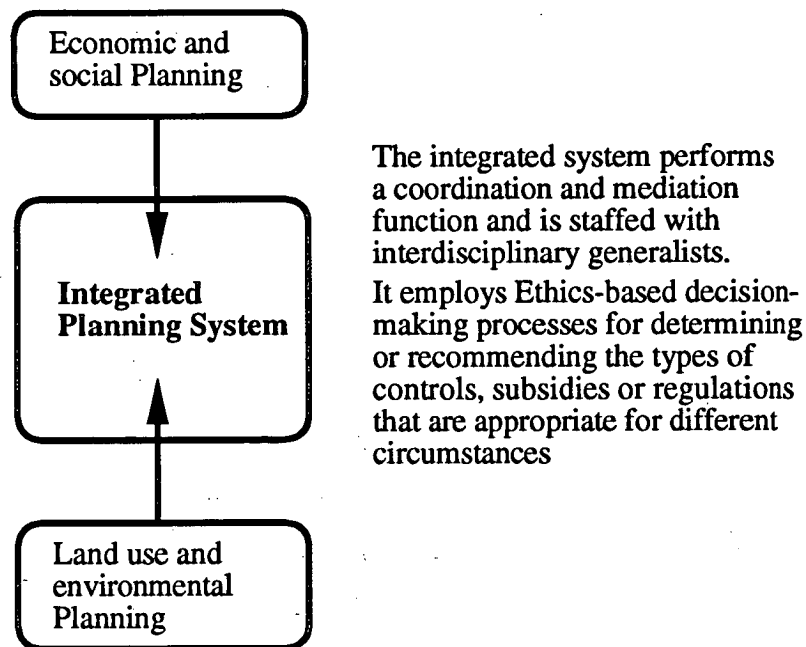 Economic and
social Planning
The integrated system performs
a coordination and mediation
function and is staffed with
interdisciplinary generalists.
It employs Ethics-based decision-
making processes for determining
or recommending the types of
controls, subsidies or regulations
that are appropriate for different
circumstances
Integrated
Planning System
Land use and
environmental
Planning